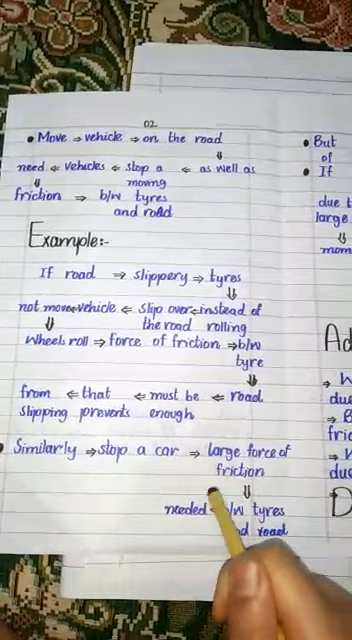 02
• Move ⇒ vehicle ⇒ on the road
⇓
need ⇐ vehicles ⇐ stop a moving ⇐ as well as
⇓
friction ⇒ b/w tyres and road
Example:-
If road ⇒ slippery ⇒ tyres
⇓
not move ⇐ vehicle ⇐ slip over the road ⇐ instead of rolling
⇓
Wheels roll ⇒ force of friction ⇒ b/w tyre
⇓
from slipping ⇐ that prevents ⇐ must be enough ⇐ road
• Similarly ⇒ stop a car ⇒ large force of friction
⇓
needed b/w tyres
road
• But
of
• If
due t
large
⇓
mom
Ad
⇒ W
due
⇒ B
fric
⇒ V
due
D